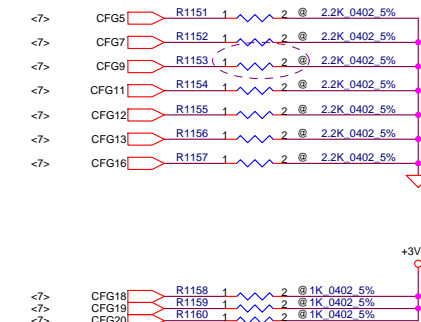 <7> CFG5 R1151 1 2 @ 2.2K_0402_5%
<7> CFG7 R1152 1 2 @ 2.2K_0402_5%
<7> CFG9 R1153 1 2 @ 2.2K_0402_5%
<7> CFG11 R1154 1 2 @ 2.2K_0402_5%
<7> CFG12 R1155 1 2 @ 2.2K_0402_5%
<7> CFG13 R1156 1 2 @ 2.2K_0402_5%
<7> CFG16 R1157 1 2 @ 2.2K_0402_5%
+3V
<7> CFG18 R1158 1 2 @ 1K_0402_5%
<7> CFG19 R1159 1 2 @ 1K_0402_5%
<7> CFG20 R1160 1 2 @ 1K_0402_5%